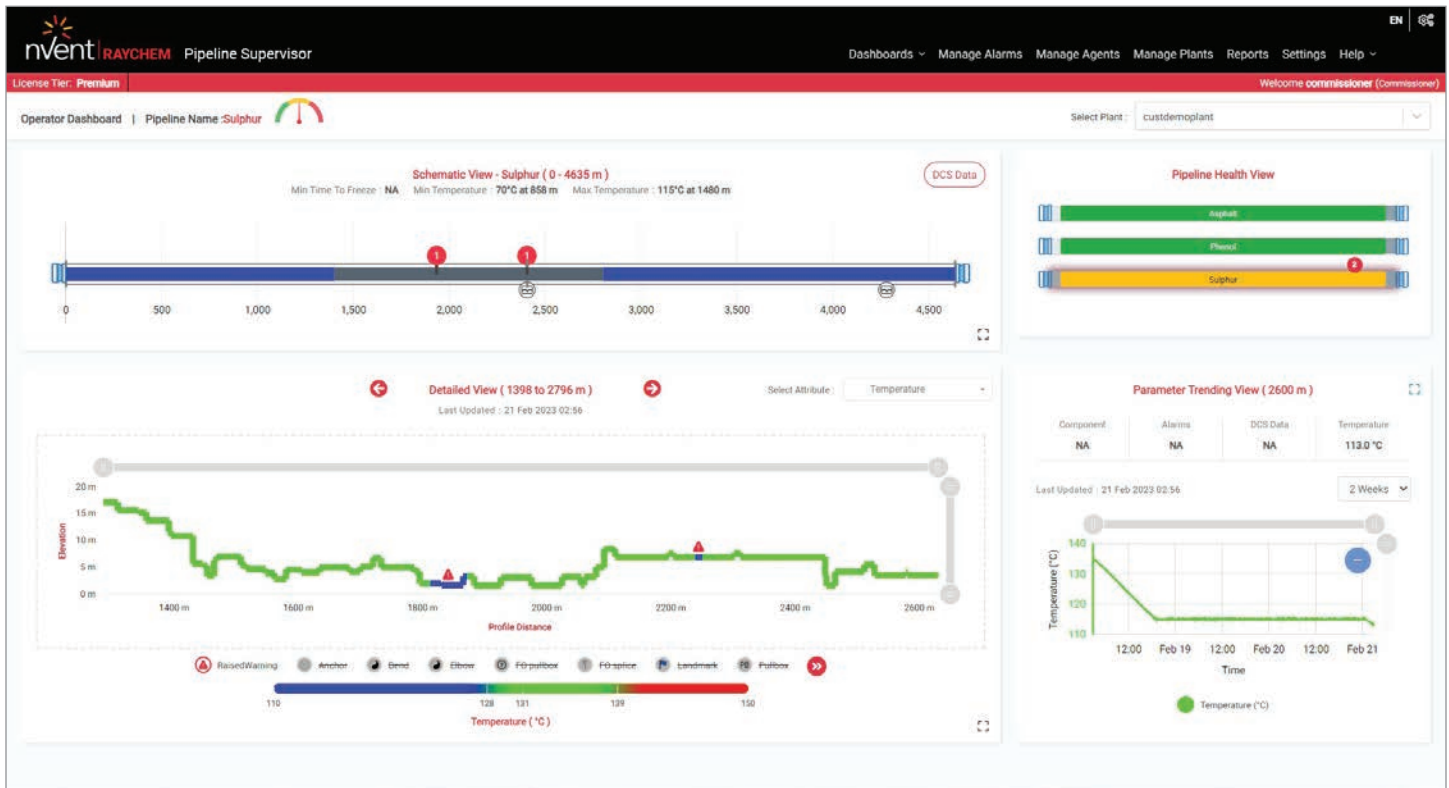 EN
nVent RAYCHEM Pipeline Supervisor
Dashboards Manage Alarms Manage Agents Manage Plants Reports Settings Help
License Tier: Premium
Welcome commissioner (Commissioner)
Operator Dashboard | Pipeline Name :Sulphur
Select Plant : custdemoplant
Schematic View - Sulphur ( 0 - 4635 m )
DCS Data
Min Time To Freeze : NA Min Temperature : 70°C at 858 m Max Temperature : 115°C at 1480 m
1 1
0 500 1,000 1,500 2,000 2,500 3,000 3,500 4,000 4,500
Pipeline Health View
Asphalt
Phenol
2
Sulphur
Detailed View ( 1398 to 2796 m )
Select Attribute : Temperature
Last Updated : 21 Feb 2023 02:56
20 m
15 m
10 m
5 m
0 m
Elevation
1400 m 1600 m 1800 m 2000 m 2200 m 2400 m 2600 m
Profile Distance
RaisedWarning Anchor Bend Elbow FO pullbox FO splice Landmark Pullbox
110 128 131 139 150
Temperature ( °C )
Parameter Trending View ( 2600 m )
Component Alarms DCS Data Temperature
NA NA NA 113.0 °C
Last Updated : 21 Feb 2023 02:56
2 Weeks
140
130
120
110
Temperature (°C)
12:00 Feb 19 12:00 Feb 20 12:00 Feb 21
Time
Temperature (°C)